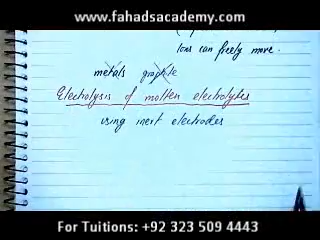 www.fahadsacademy.com
Ions can freely move.
metals graphite
Electrolysis of molten electrolytes
using inert electrodes
For Tuitions: +92 323 509 4443